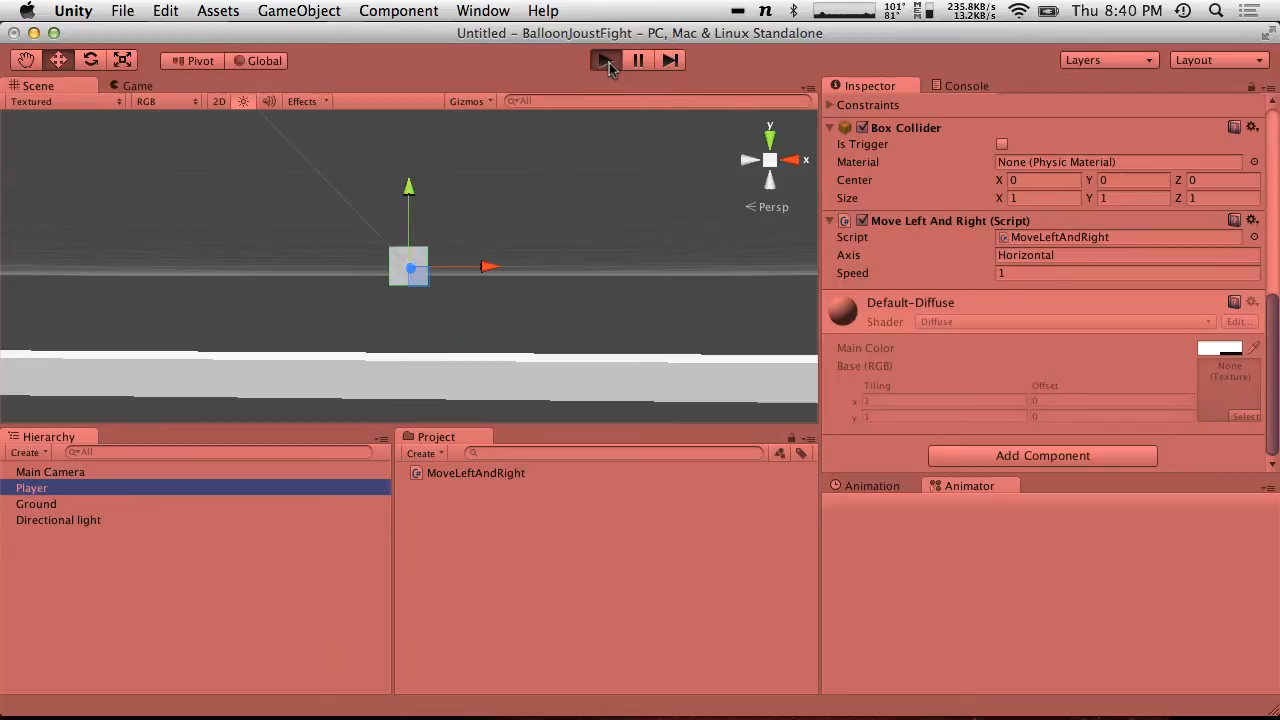 Unity File Edit Assets GameObject Component Window Help 101° 81° MEM 235.8KB/s 13.2KB/s Thu 8:40 PM
Untitled - BalloonJoustFight - PC, Mac & Linux Standalone
Pivot Global Layers Layout
Scene Game Inspector Console
Textured RGB 2D Effects Gizmos All
Constraints
Box Collider
Is Trigger
Material None (Physic Material)
Center X 0 Y 0 Z 0
Size X 1 Y 1 Z 1
y
x
Persp
Move Left And Right (Script)
Script MoveLeftAndRight
Axis Horizontal
Speed 1
Default-Diffuse
Shader Diffuse Edit...
Main Color
Base (RGB) None (Texture)
Tiling Offset
x 1 0
y 1 0
Select
Add Component
Hierarchy Project
Create All Create
Main Camera MoveLeftAndRight
Player
Ground
Directional light
Animation Animator